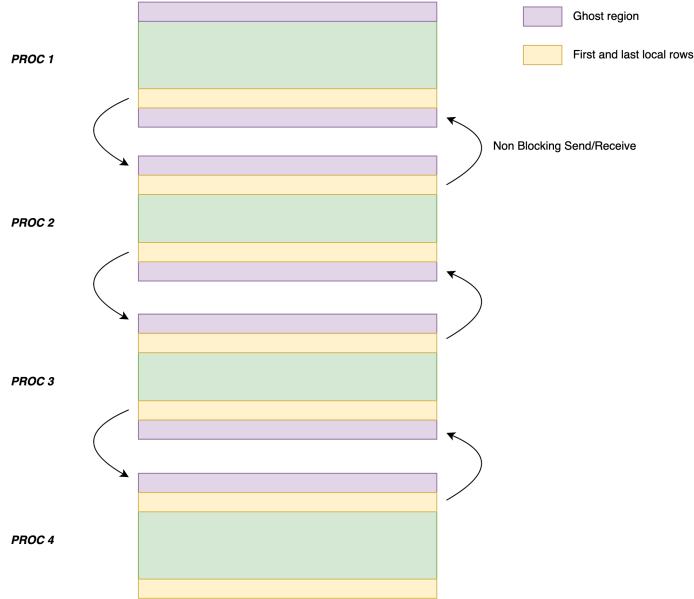 Ghost region
First and last local rows
PROC 1
Non Blocking Send/Receive
PROC 2
PROC 3
PROC 4